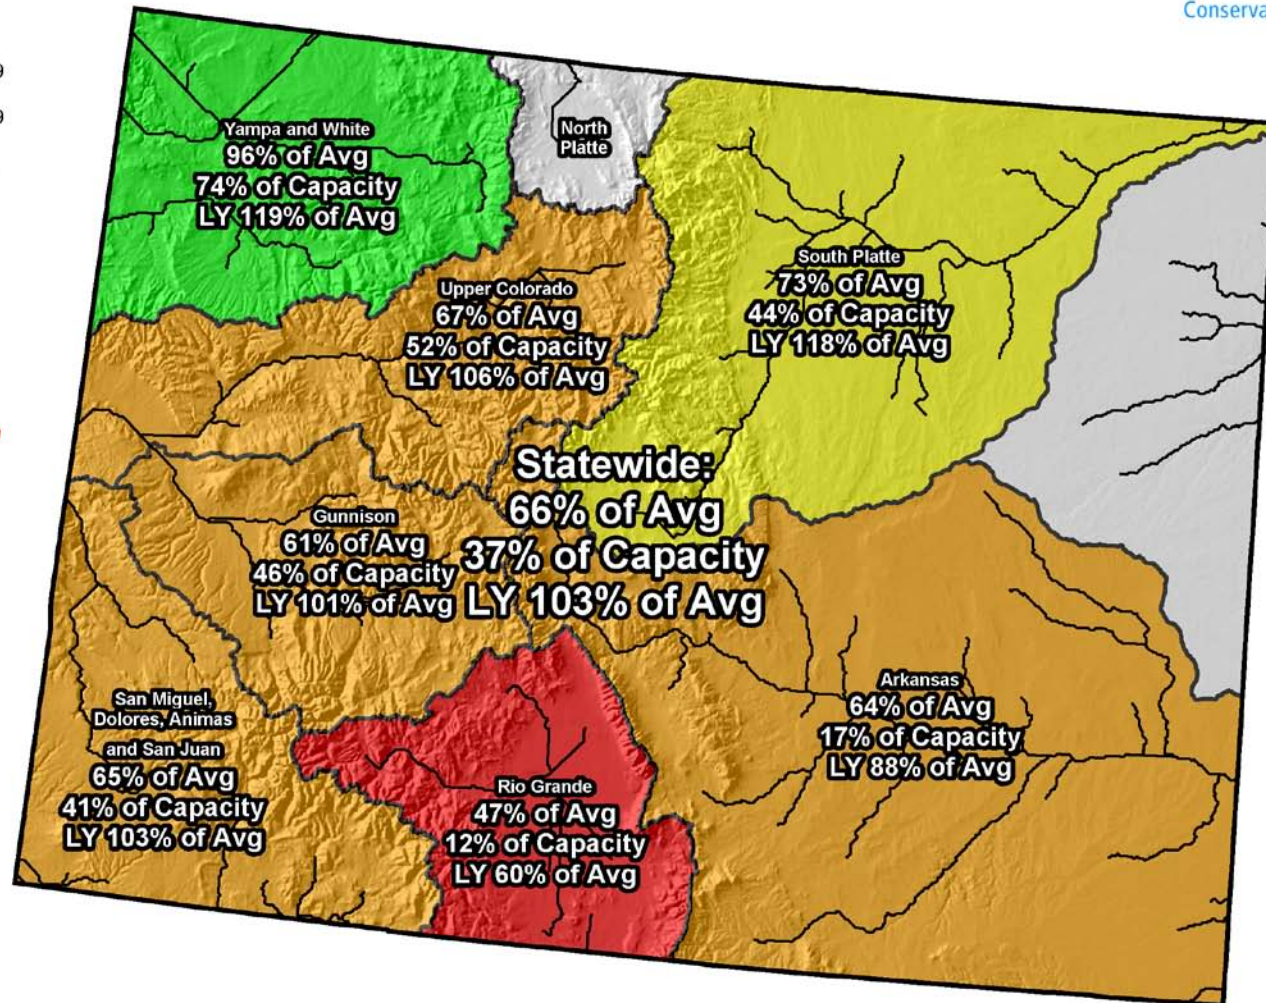 Conserva
9
9
Yampa and White
96% of Avg
74% of Capacity
LY 119% of Avg
North
Platte
Upper Colorado
67% of Avg
52% of Capacity
LY 106% of Avg
South Platte
73% of Avg
44% of Capacity
LY 118% of Avg
Statewide:
66% of Avg
37% of Capacity
LY 103% of Avg
Gunnison
61% of Avg
46% of Capacity
LY 101% of Avg
San Miguel,
Dolores, Animas
and San Juan
65% of Avg
41% of Capacity
LY 103% of Avg
Rio Grande
47% of Avg
12% of Capacity
LY 60% of Avg
Arkansas
64% of Avg
17% of Capacity
LY 88% of Avg